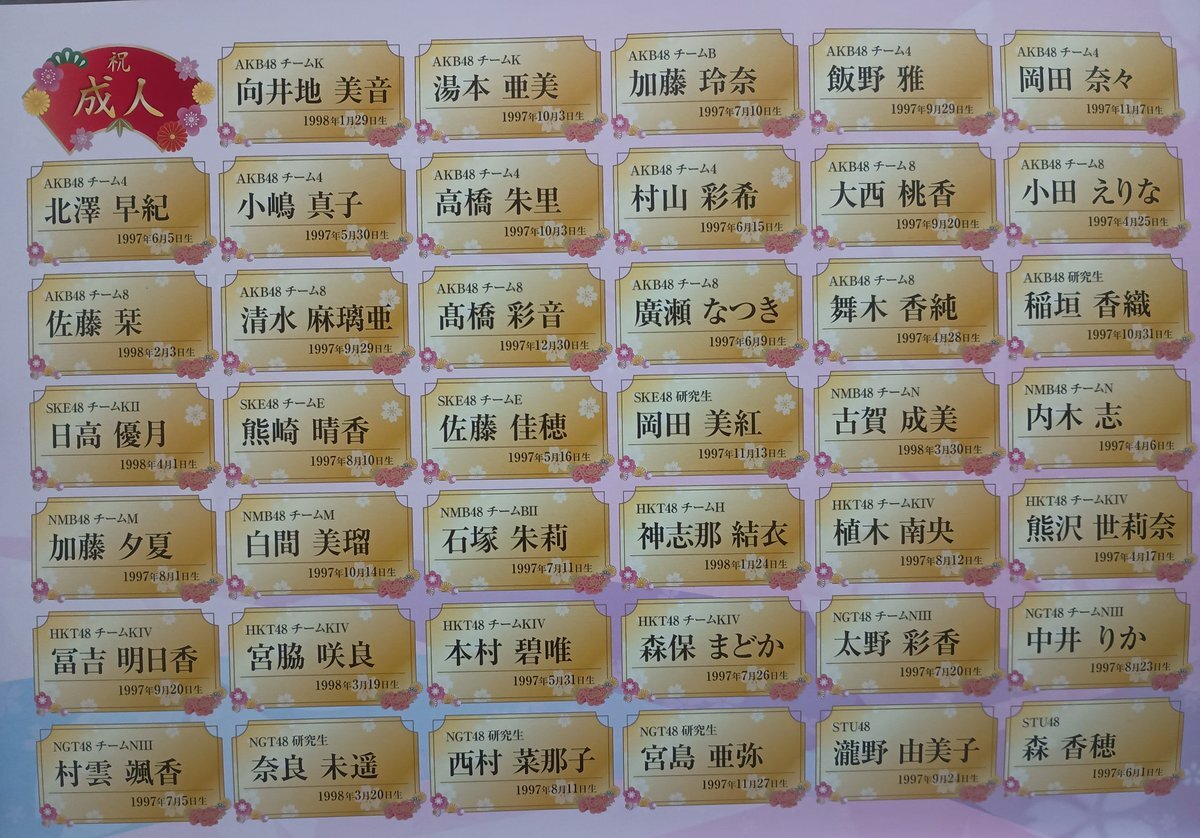 祝
成人
AKB48 チームK
向井地 美音
1998年1月29日生
AKB48 チームK
湯本 亜美
1997年10月3日生
AKB48 チームB
加藤 玲奈
1997年7月10日生
AKB48 チーム4
飯野 雅
1997年9月29日生
AKB48 チーム4
岡田 奈々
1997年11月7日生
AKB48 チーム4
北澤 早紀
1997年6月5日生
AKB48 チーム4
小嶋 真子
1997年5月30日生
AKB48 チーム4
高橋 朱里
1997年10月3日生
AKB48 チーム4
村山 彩希
1997年6月15日生
AKB48 チーム8
大西 桃香
1997年9月20日生
AKB48 チーム8
小田 えりな
1997年4月25日生
AKB48 チーム8
佐藤 栞
1998年2月3日生
AKB48 チーム8
清水 麻璃亜
1997年9月29日生
AKB48 チーム8
髙橋 彩音
1997年12月30日生
AKB48 チーム8
廣瀬 なつき
1997年6月9日生
AKB48 チーム8
舞木 香純
1997年4月28日生
AKB48 研究生
稲垣 香織
1997年10月31日生
SKE48 チームKII
日高 優月
1998年4月1日生
SKE48 チームE
熊崎 晴香
1997年8月10日生
SKE48 チームE
佐藤 佳穂
1997年5月16日生
SKE48 研究生
岡田 美紅
1997年11月13日生
NMB48 チームN
古賀 成美
1998年3月30日生
NMB48 チームN
内木 志
1997年4月6日生
NMB48 チームM
加藤 夕夏
1997年8月1日生
NMB48 チームM
白間 美瑠
1997年10月14日生
NMB48 チームBII
石塚 朱莉
1997年7月11日生
HKT48 チームH
神志那 結衣
1998年1月24日生
HKT48 チームKIV
植木 南央
1997年8月12日生
HKT48 チームKIV
熊沢 世莉奈
1997年4月17日生
HKT48 チームKIV
冨吉 明日香
1997年9月20日生
HKT48 チームKIV
宮脇 咲良
1998年3月19日生
HKT48 チームKIV
本村 碧唯
1997年5月31日生
HKT48 チームKIV
森保 まどか
1997年7月26日生
NGT48 チームNIII
太野 彩香
1997年7月20日生
NGT48 チームNIII
中井 りか
1997年8月23日生
NGT48 チームNIII
村雲 颯香
1997年7月5日生
NGT48 研究生
奈良 未遥
1998年3月20日生
NGT48 研究生
西村 菜那子
1997年8月11日生
NGT48 研究生
宮島 亜弥
1997年11月27日生
STU48
瀧野 由美子
1997年9月24日生
STU48
森 香穂
1997年6月1日生